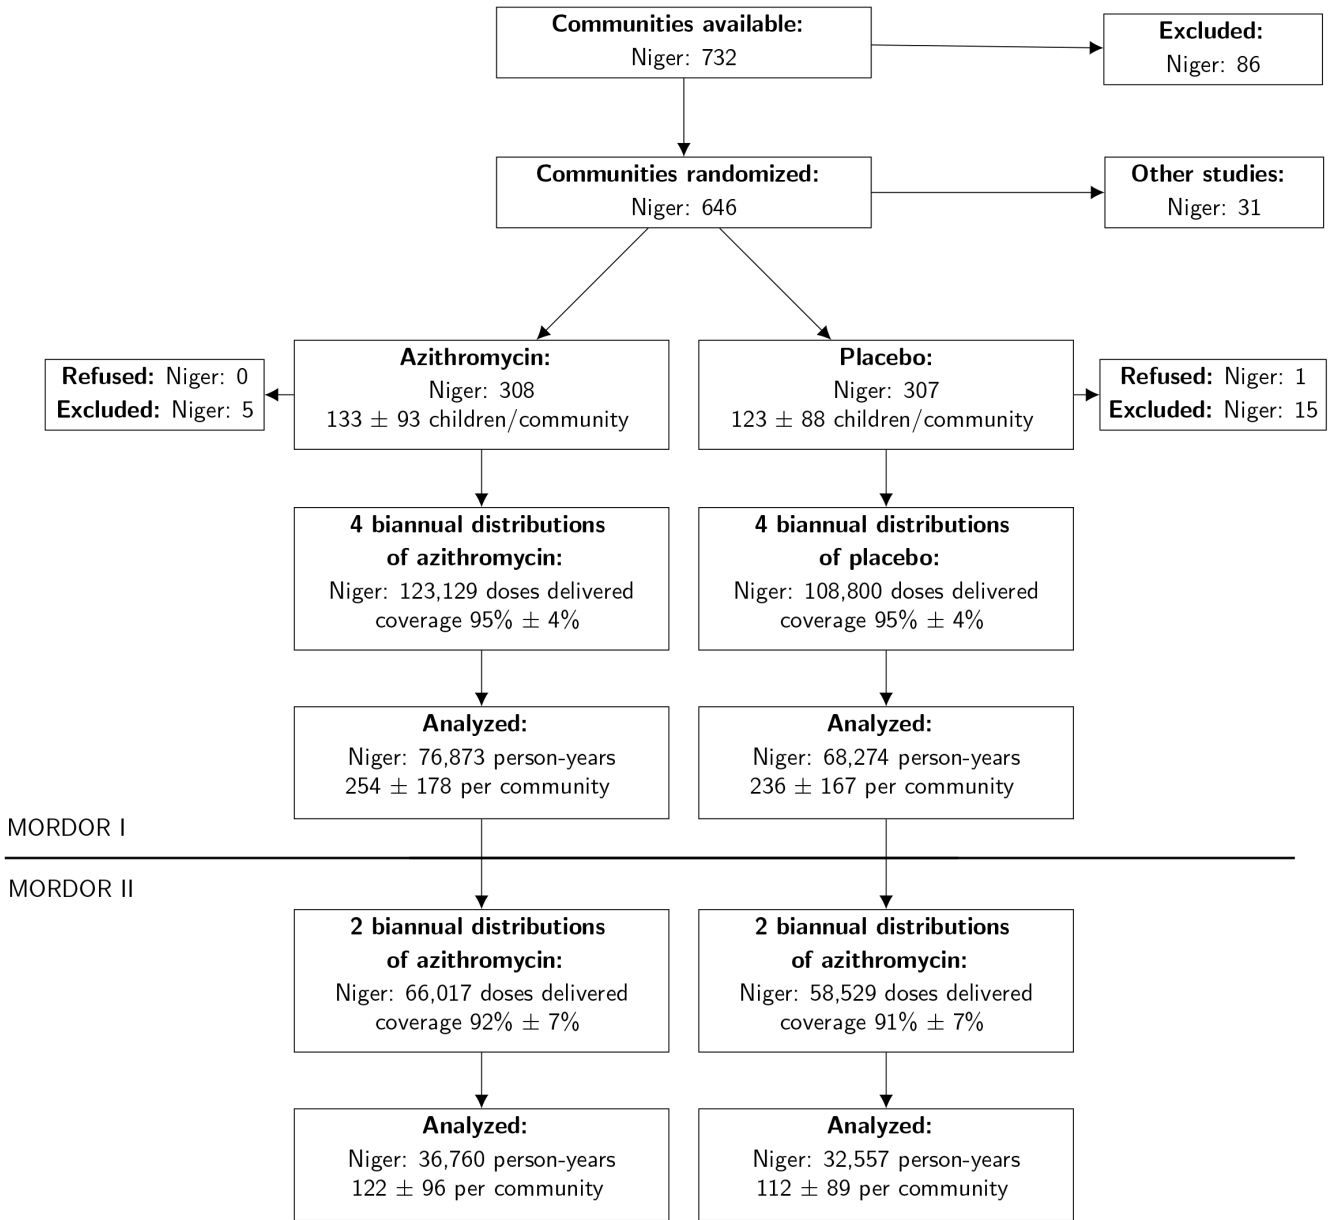 Communities available:
Niger: 732
Excluded:
Niger: 86
Communities randomized:
Niger: 646
Other studies:
Niger: 31
Refused: Niger: 0
Excluded: Niger: 5
Azithromycin:
Niger: 308
133 ± 93 children/community
Placebo:
Niger: 307
123 ± 88 children/community
Refused: Niger: 1
Excluded: Niger: 15
4 biannual distributions
of azithromycin:
Niger: 123,129 doses delivered
coverage 95% ± 4%
4 biannual distributions
of placebo:
Niger: 108,800 doses delivered
coverage 95% ± 4%
Analyzed:
Niger: 76,873 person-years
254 ± 178 per community
Analyzed:
Niger: 68,274 person-years
236 ± 167 per community
MORDOR I
MORDOR II
2 biannual distributions
of azithromycin:
Niger: 66,017 doses delivered
coverage 92% ± 7%
2 biannual distributions
of azithromycin:
Niger: 58,529 doses delivered
coverage 91% ± 7%
Analyzed:
Niger: 36,760 person-years
122 ± 96 per community
Analyzed:
Niger: 32,557 person-years
112 ± 89 per community